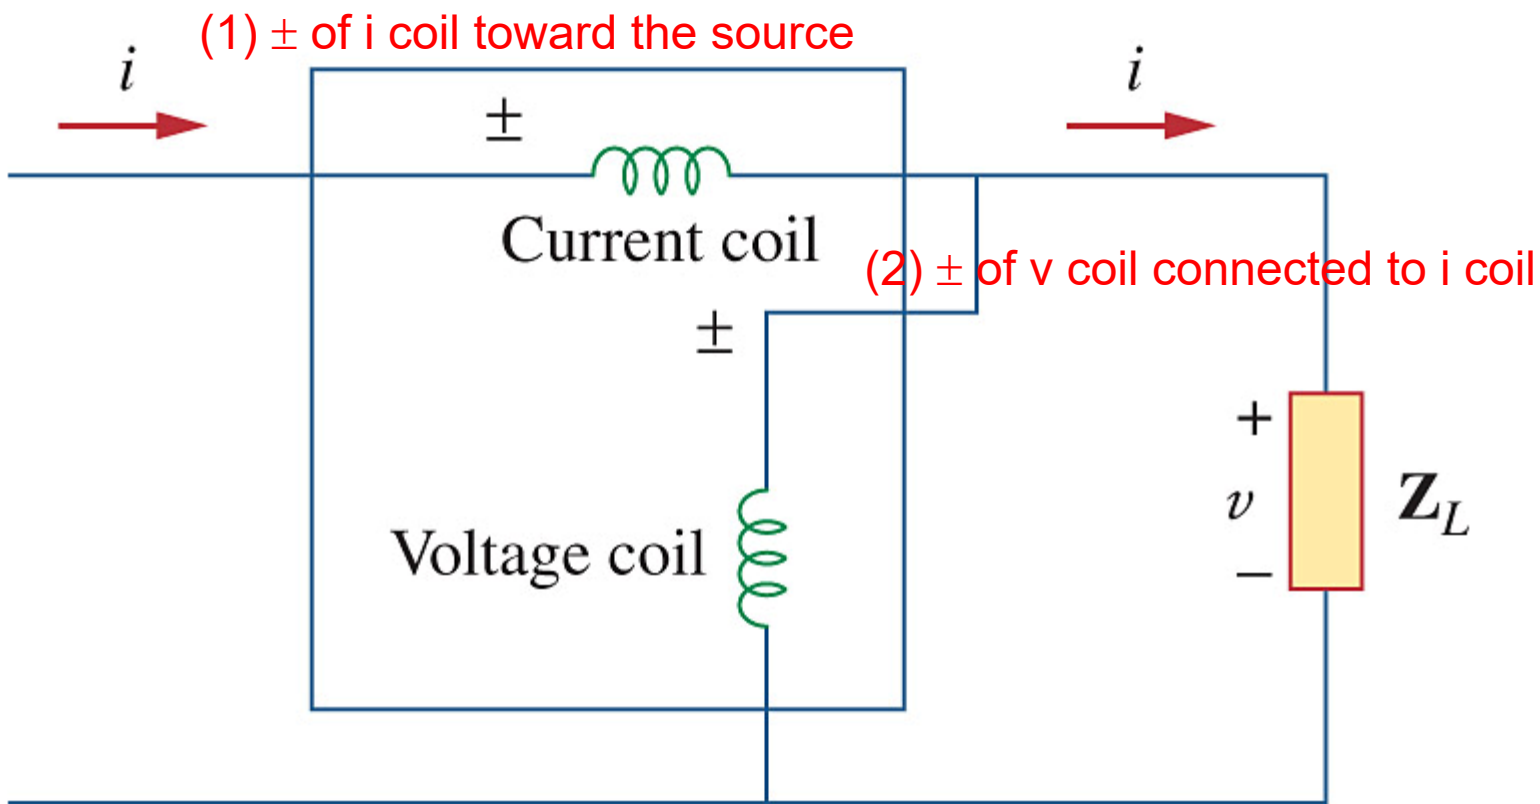 (1) ± of i coil toward the source
i
i
±
Current coil
(2) ± of v coil connected to i coil
±
+
Voltage coil
v
Z_L
−